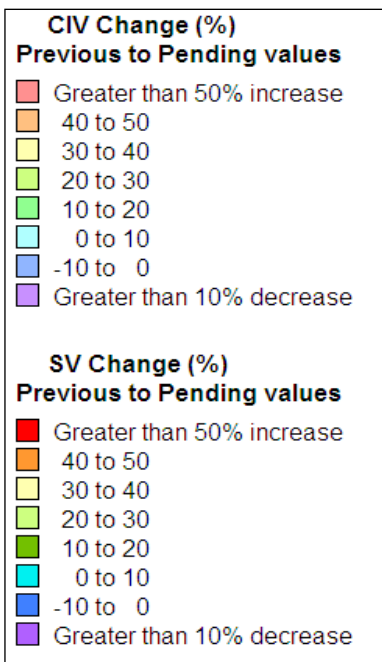 CIV Change (%)
Previous to Pending values
Greater than 50% increase
40 to 50
30 to 40
20 to 30
10 to 20
0 to 10
-10 to 0
Greater than 10% decrease
SV Change (%)
Previous to Pending values
Greater than 50% increase
40 to 50
30 to 40
20 to 30
10 to 20
0 to 10
-10 to 0
Greater than 10% decrease